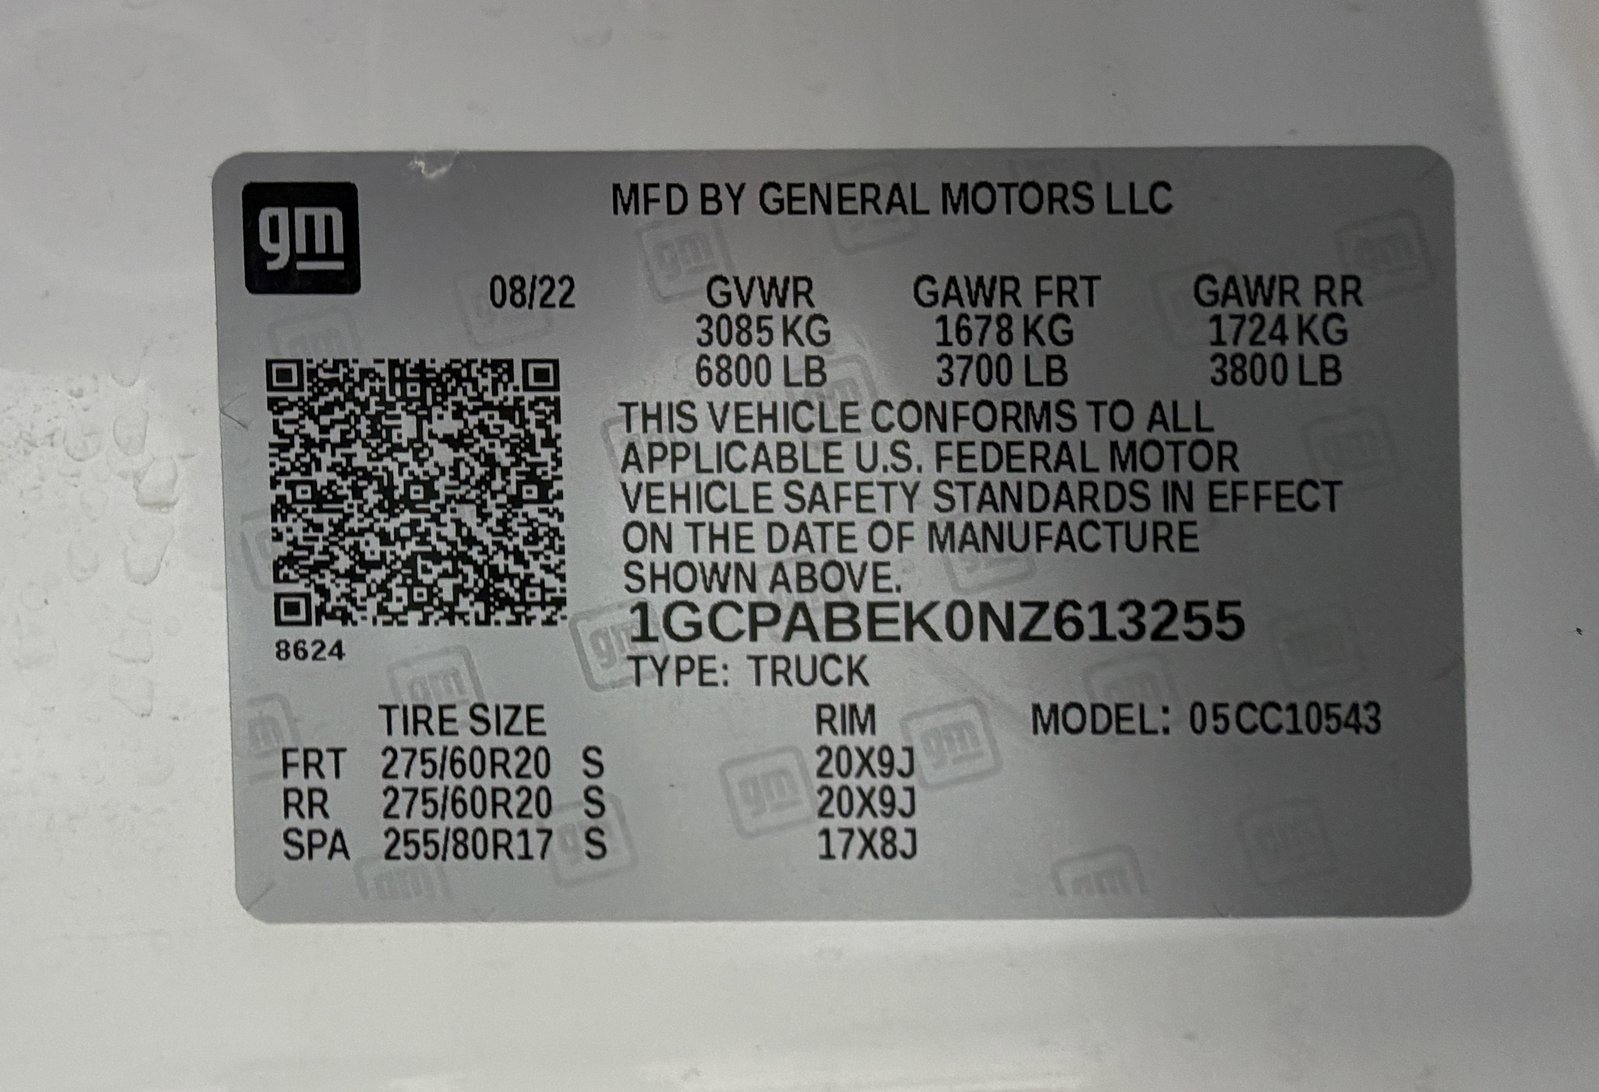 gm
MFD BY GENERAL MOTORS LLC
08/22 GVWR GAWR FRT GAWR RR
3085 KG 1678 KG 1724 KG
6800 LB 3700 LB 3800 LB
THIS VEHICLE CONFORMS TO ALL
APPLICABLE U.S. FEDERAL MOTOR
VEHICLE SAFETY STANDARDS IN EFFECT
ON THE DATE OF MANUFACTURE
SHOWN ABOVE.
1GCPABEK0NZ613255
8624
TYPE: TRUCK
TIRE SIZE RIM MODEL: 05CC10543
FRT 275/60R20 S 20X9J
RR 275/60R20 S 20X9J
SPA 255/80R17 S 17X8J